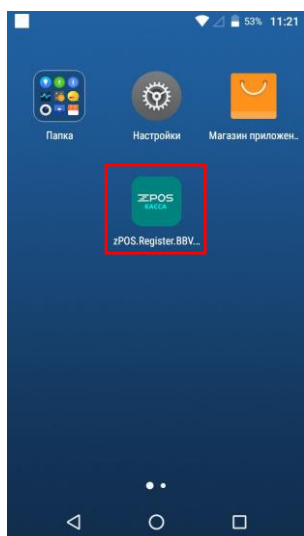 53% 11:21
Папка
Настройки
Магазин приложен..
ZPOS
КАССА
zPOS.Register.BBV...